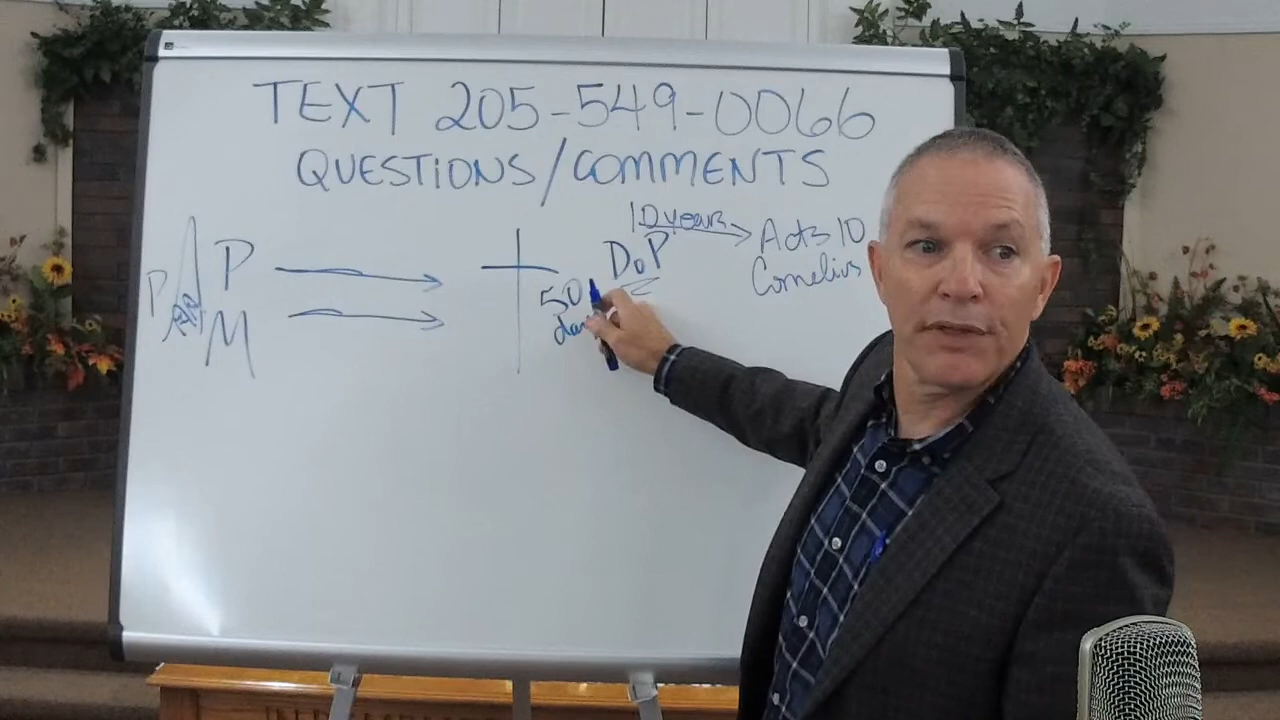 TEXT 205-549-0066
QUESTIONS/COMMENTS
10 years Acts 10
Cornelius
DoP
P P
M
50